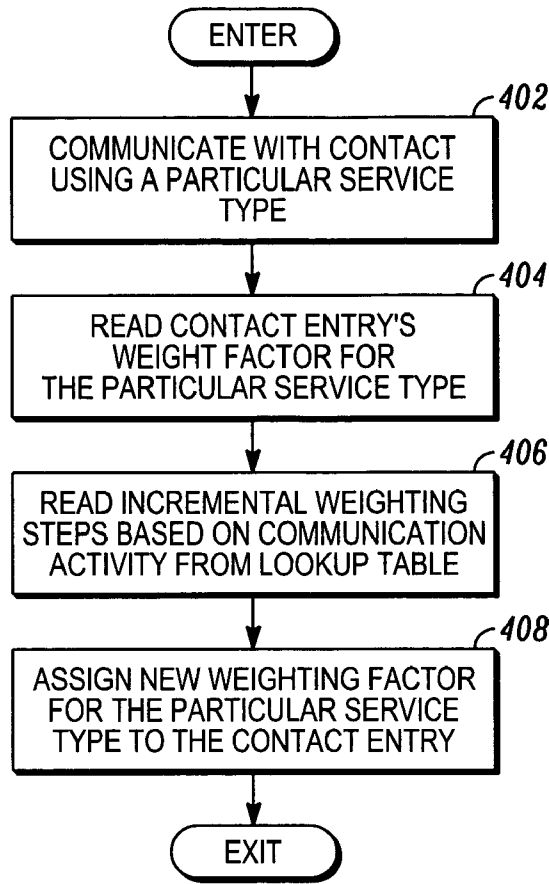 ENTER
402
COMMUNICATE WITH CONTACT
USING A PARTICULAR SERVICE
TYPE
404
READ CONTACT ENTRY'S
WEIGHT FACTOR FOR
THE PARTICULAR SERVICE TYPE
406
READ INCREMENTAL WEIGHTING
STEPS BASED ON COMMUNICATION
ACTIVITY FROM LOOKUP TABLE
408
ASSIGN NEW WEIGHTING FACTOR
FOR THE PARTICULAR SERVICE
TYPE TO THE CONTACT ENTRY
EXIT